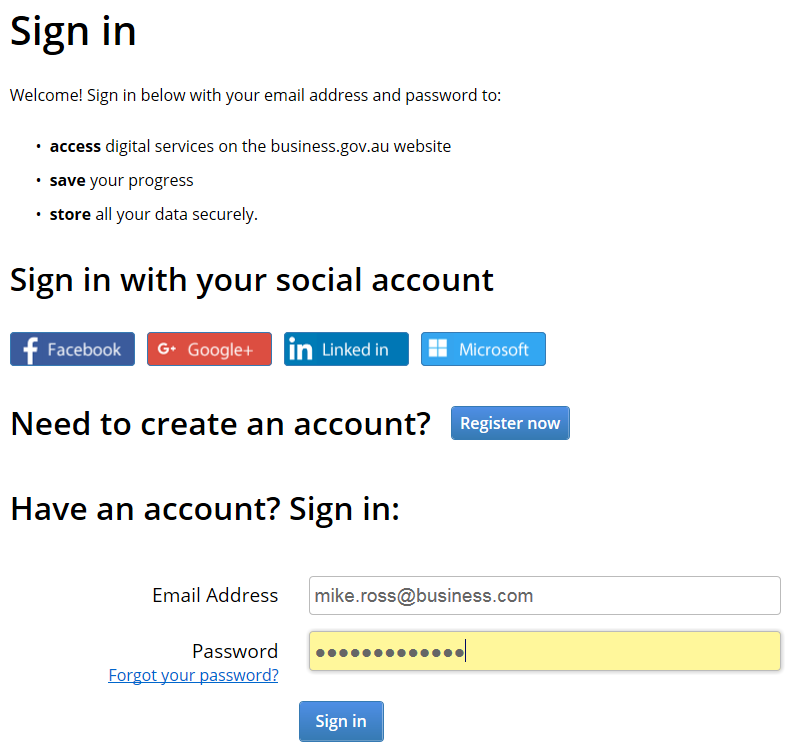 Sign in
Welcome! Sign in below with your email address and password to:
• access digital services on the business.gov.au website
• save your progress
• store all your data securely.
Sign in with your social account
f Facebook G+ Google+ in Linked in Microsoft
Need to create an account? Register now
Have an account? Sign in:
Email Address mike.ross@business.com
Password •••••••••••••
Forgot your password?
Sign in